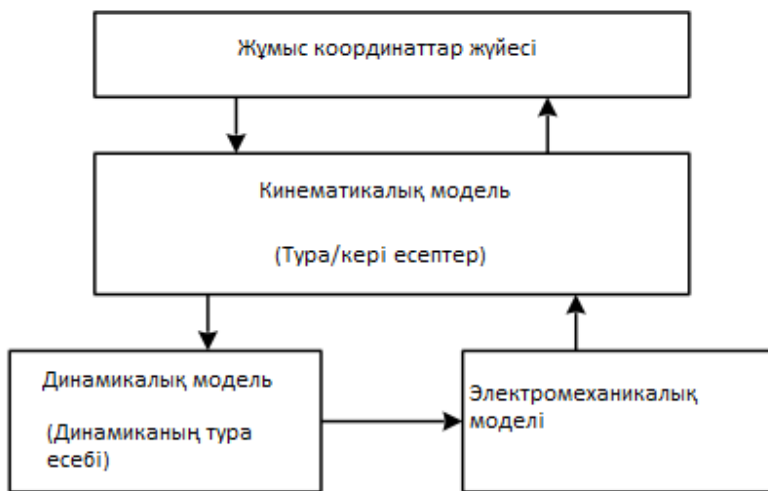 Жұмыс координаттар жүйесі
Кинематикалық модель
(Тура/кері есептер)
Динамикалық модель
(Динамиканың тура
есебі)
Электромеханикалық
моделі